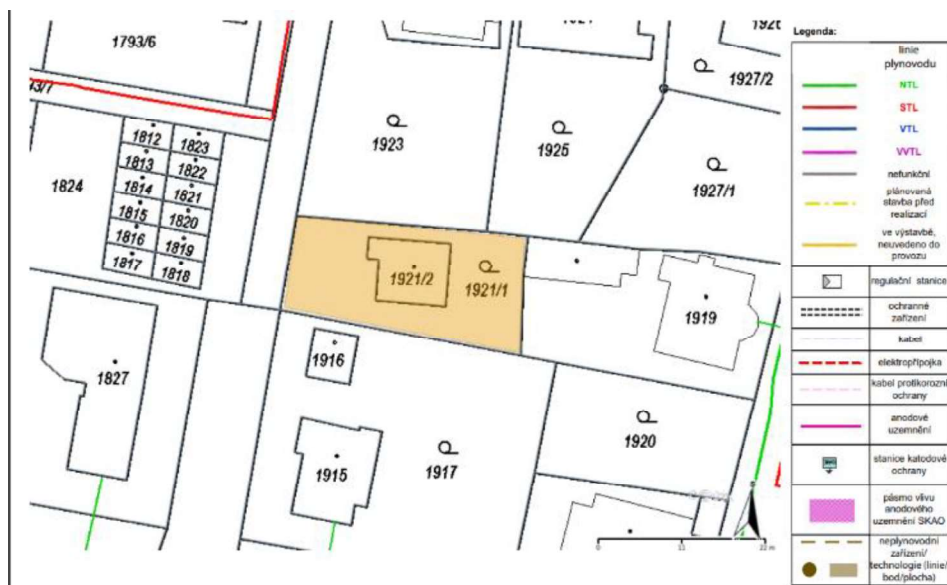 1793/6
1812
1823
1813
1822
1824
1814
1821
1815
1820
1816
1819
1817
1818
1923
1925
1927/2
1927/1
1921/2
1921/1
1919
1827
1916
1915
1917
1920
0
11
22 m
Legenda:
linie
plynovodu
NTL
STL
VTL
VVTL
nefunkční
plánovaná
stavba před
realizací
ve výstavbě,
neuvedeno do
provozu
regulační stanice
ochranné
zařízení
kabel
elektropřípojka
kabel protikorozní
ochrany
anodové
uzemnění
stanice katodové
ochrany
pásmo vlivu
anodového
uzemnění SKAO
neplynovodní
zařízení/
technologie (linie/
bod/plocha)